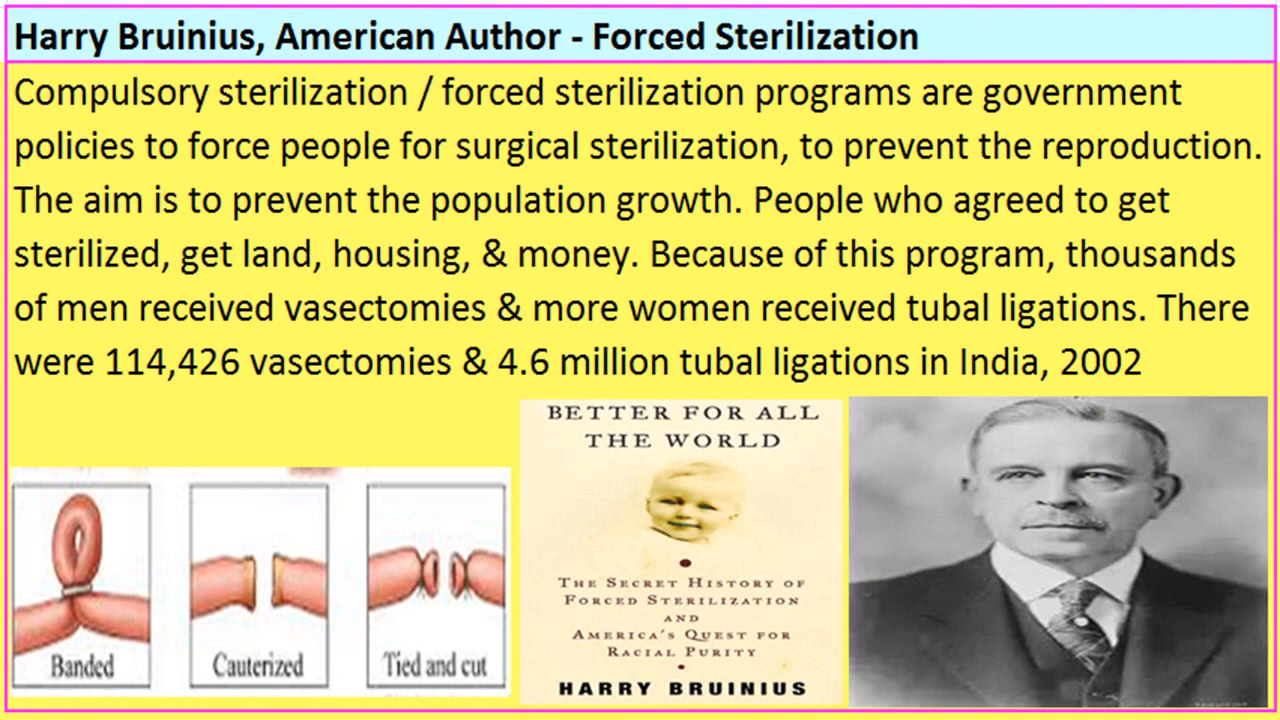 Harry Bruinius, American Author - Forced Sterilization
Compulsory sterilization / forced sterilization programs are government
policies to force people for surgical sterilization, to prevent the reproduction.
The aim is to prevent the population growth. People who agreed to get
sterilized, get land, housing, & money. Because of this program, thousands
of men received vasectomies & more women received tubal ligations. There
were 114,426 vasectomies & 4.6 million tubal ligations in India, 2002
Banded
Cauterized
Tied and cut
BETTER FOR ALL
THE WORLD
THE SECRET HISTORY OF
FORCED STERILIZATION
AND
AMERICA'S QUEST FOR
RACIAL PURITY
HARRY BRUINIUS